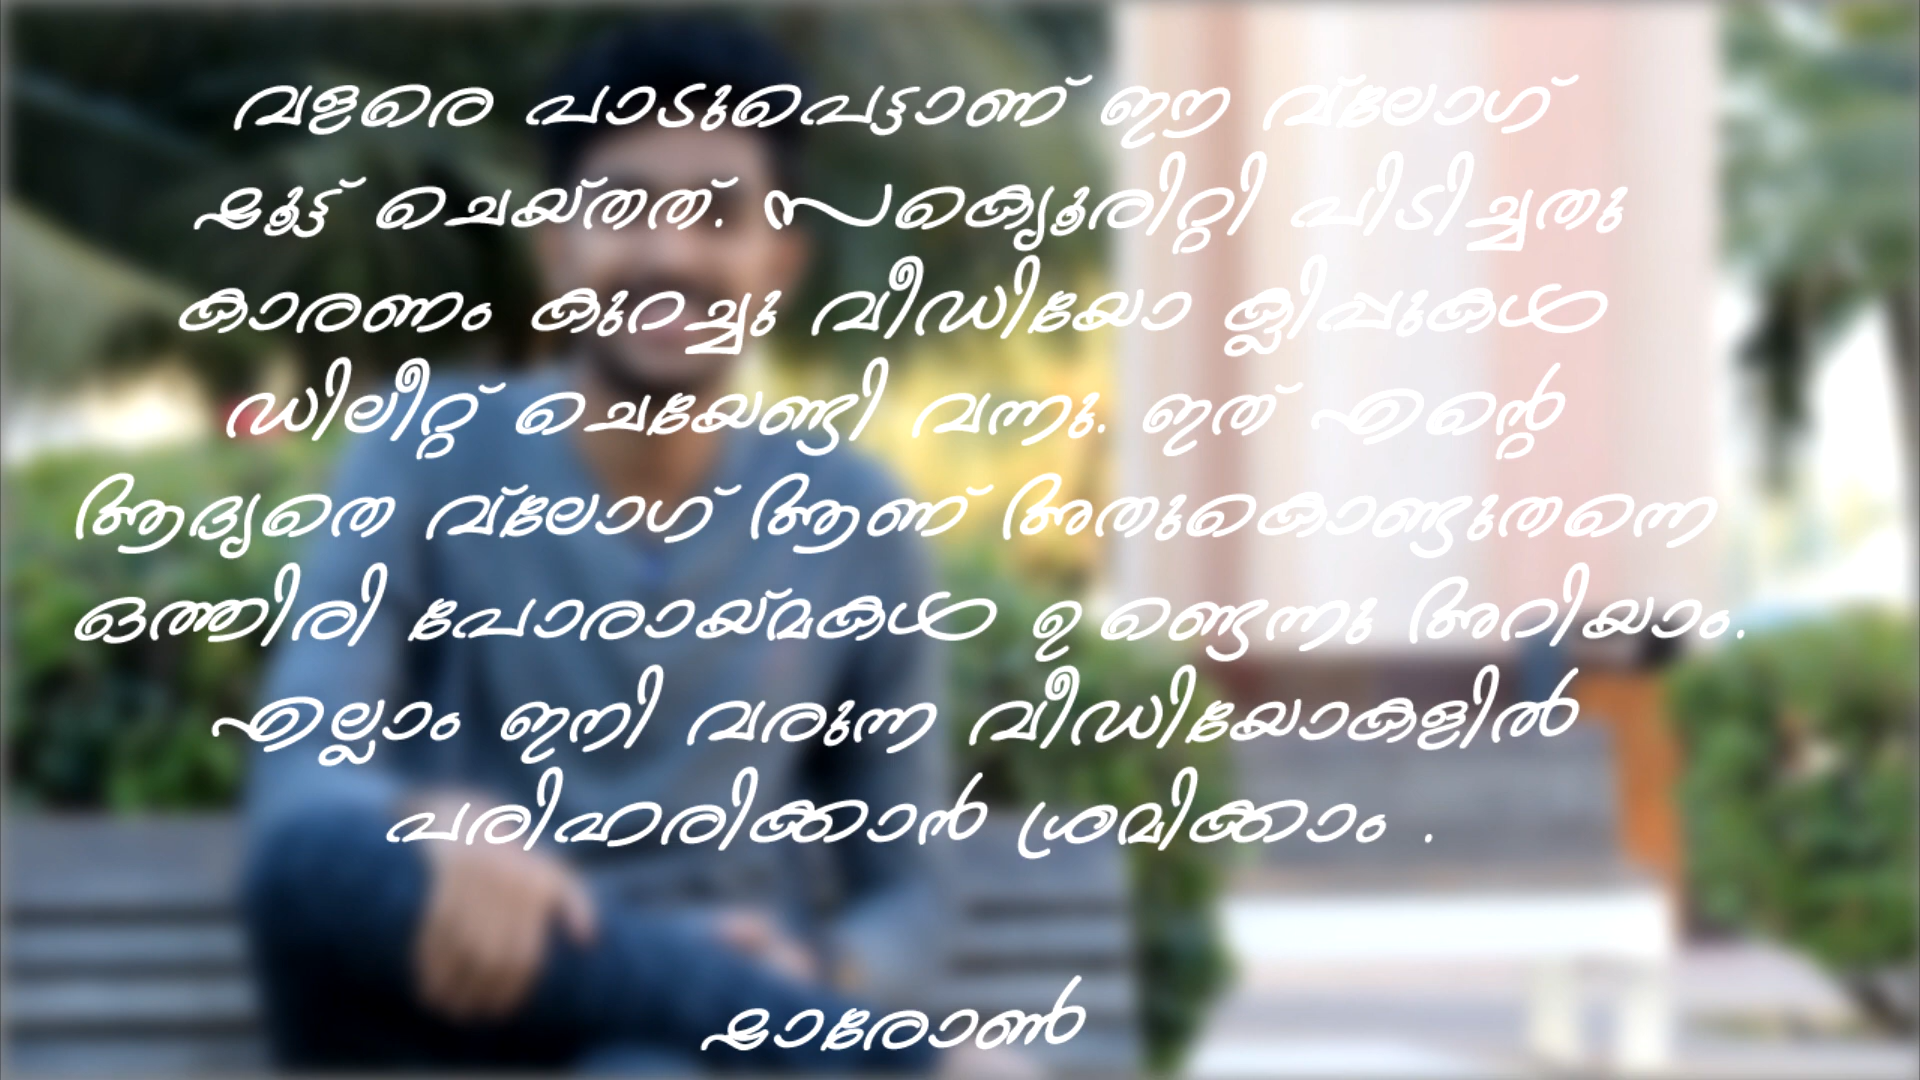 വളരെ പാടുപെട്ടാണ് ഈ വ്ലോഗ്
ഷൂട്ട് ചെയ്തത്. സക്യൂരിറ്റി പിടിച്ചതു
കാരണം കുറച്ചു വീഡിയോ ക്ലിപ്പുകൾ
ഡിലീറ്റ് ചെയേണ്ടി വന്നു. ഇത് എന്റെ
ആദ്യതെ വ്ലോഗ് ആണ് അതുകൊണ്ടുതന്നെ
ഒത്തിരി പോരായ്മകൾ ഉണ്ടെന്നു അറിയാം.
എല്ലാം ഇനി വരുന്ന വീഡിയോകളിൽ
പരിഹരിക്കാൻ ശ്രമിക്കാം .
ഷാരോൺ